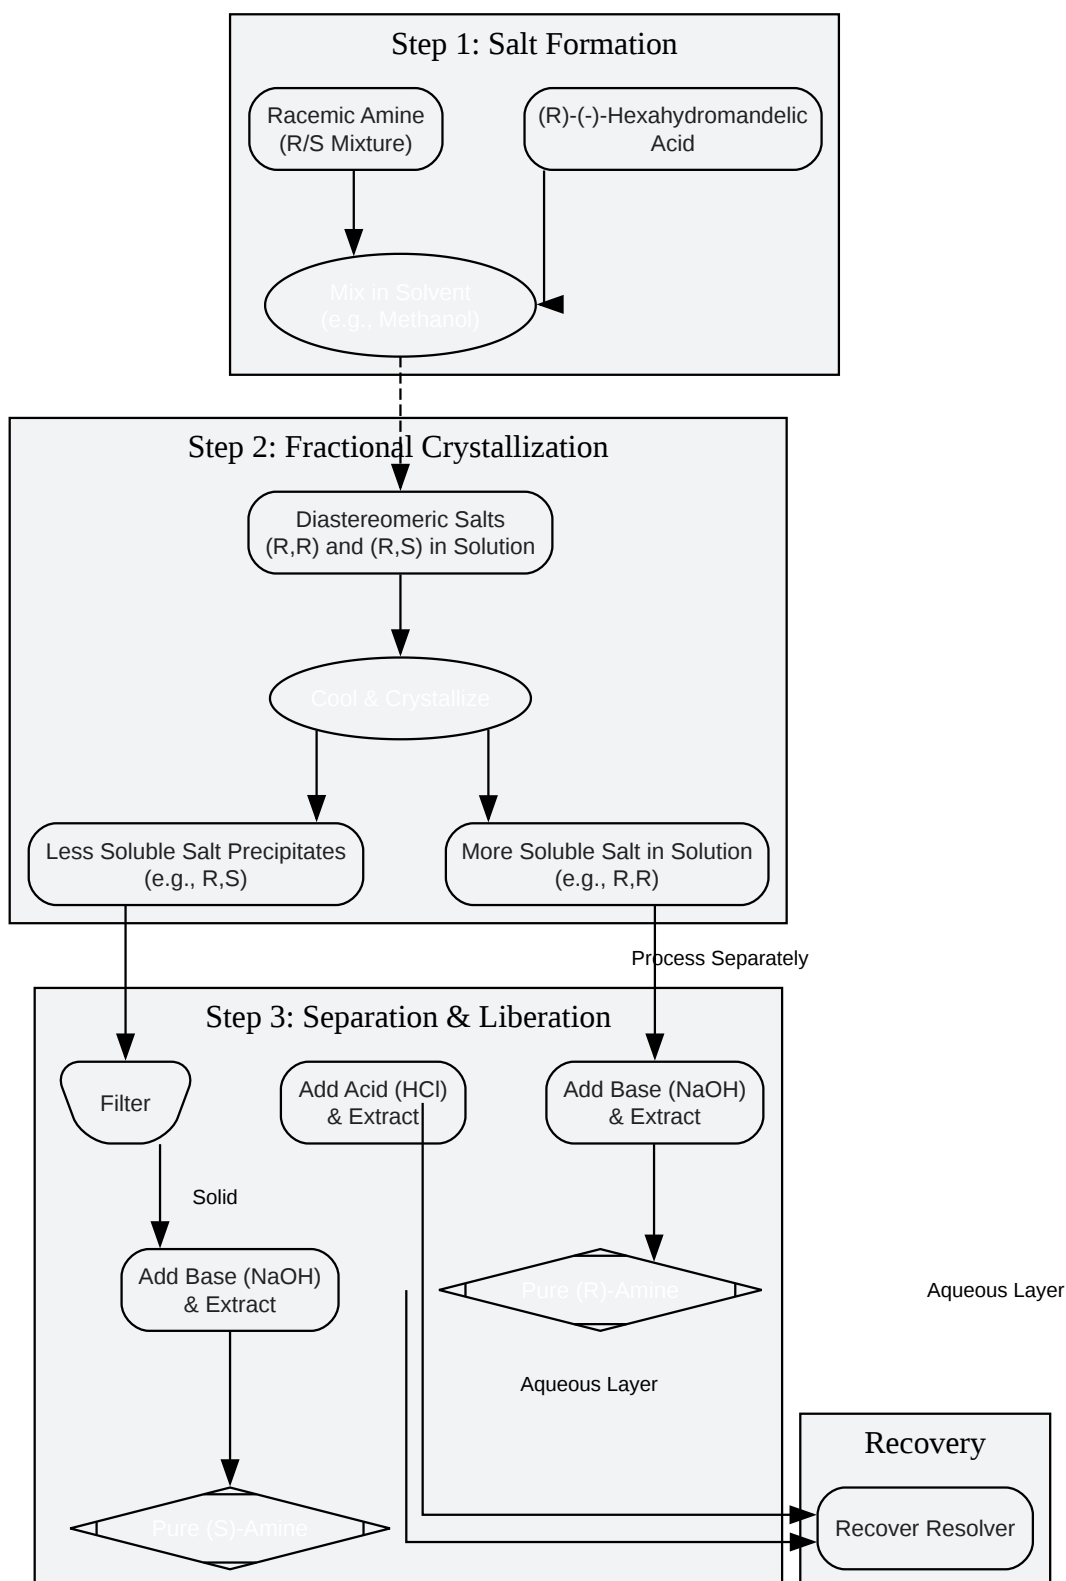 Step 1: Salt Formation
Racemic Amine
(R/S Mixture)
(R)-(-)-Hexahydromandelic
Acid
Mix in Solvent
(e.g., Methanol)
Step 2: Fractional Crystallization
Diastereomeric Salts
(R,R) and (R,S) in Solution
Cool & Crystallize
Less Soluble Salt Precipitates
(e.g., R,S)
More Soluble Salt in Solution
(e.g., R,R)
Process Separately
Step 3: Separation & Liberation
Filter
Add Acid (HCl)
& Extract
Add Base (NaOH)
& Extract
Solid
Add Base (NaOH)
& Extract
Pure (R)-Amine
Aqueous Layer
Aqueous Layer
Recovery
Pure (S)-Amine
Recover Resolver